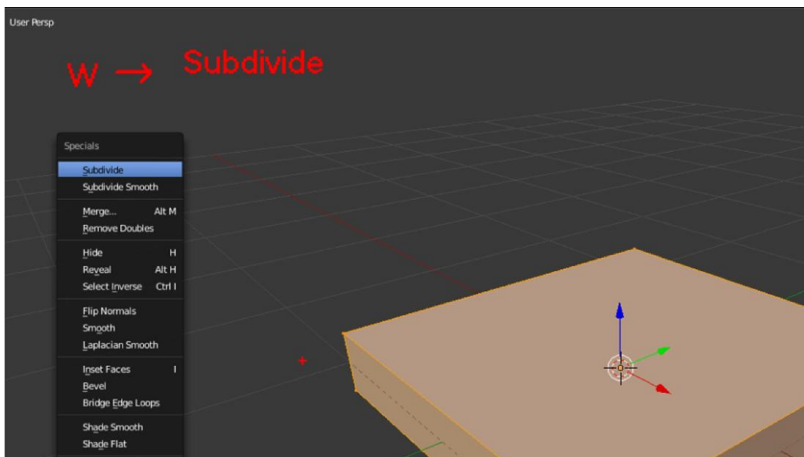 User Persp
W → Subdivide
Specials
Subdivide
Subdivide Smooth
Merge... Alt M
Remove Doubles
Hide H
Reveal Alt H
Select Inverse Ctrl I
Flip Normals
Smooth
Laplacian Smooth
Inset Faces I
Bevel
Bridge Edge Loops
Shade Smooth
Shade Flat